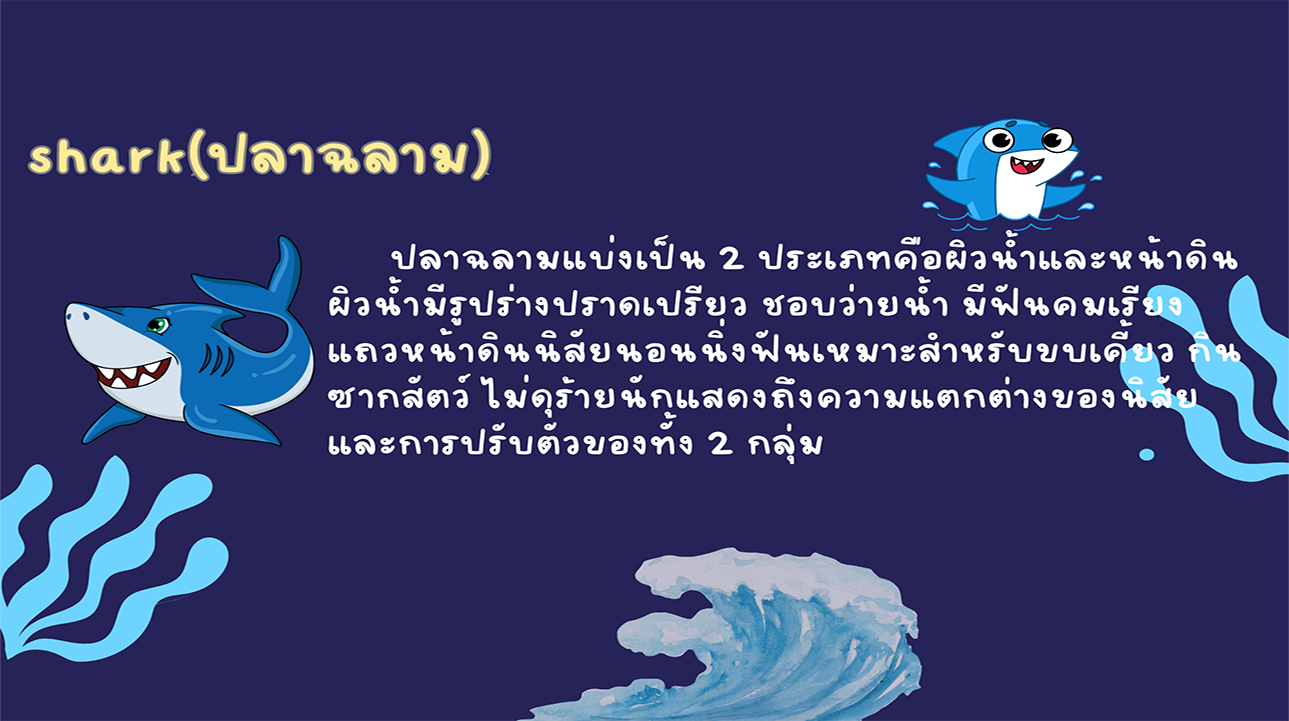 shark(ปลาฉลาม)
ปลาฉลามแบ่งเป็น 2 ประเภทคือผิวน้ำและหน้าดิน
ผิวน้ำมีรูปร่างปราดเปรียว ชอบว่ายน้ำ มีฟันคมเรียง
แถวหน้าดินนิสัยนอนนิ่งฟันเหมาะสำหรับขบเคี้ยว กิน
ซากสัตว์ ไม่ดุร้ายนักแสดงถึงความแตกต่างของนิสัย
และการปรับตัวของทั้ง 2 กลุ่ม